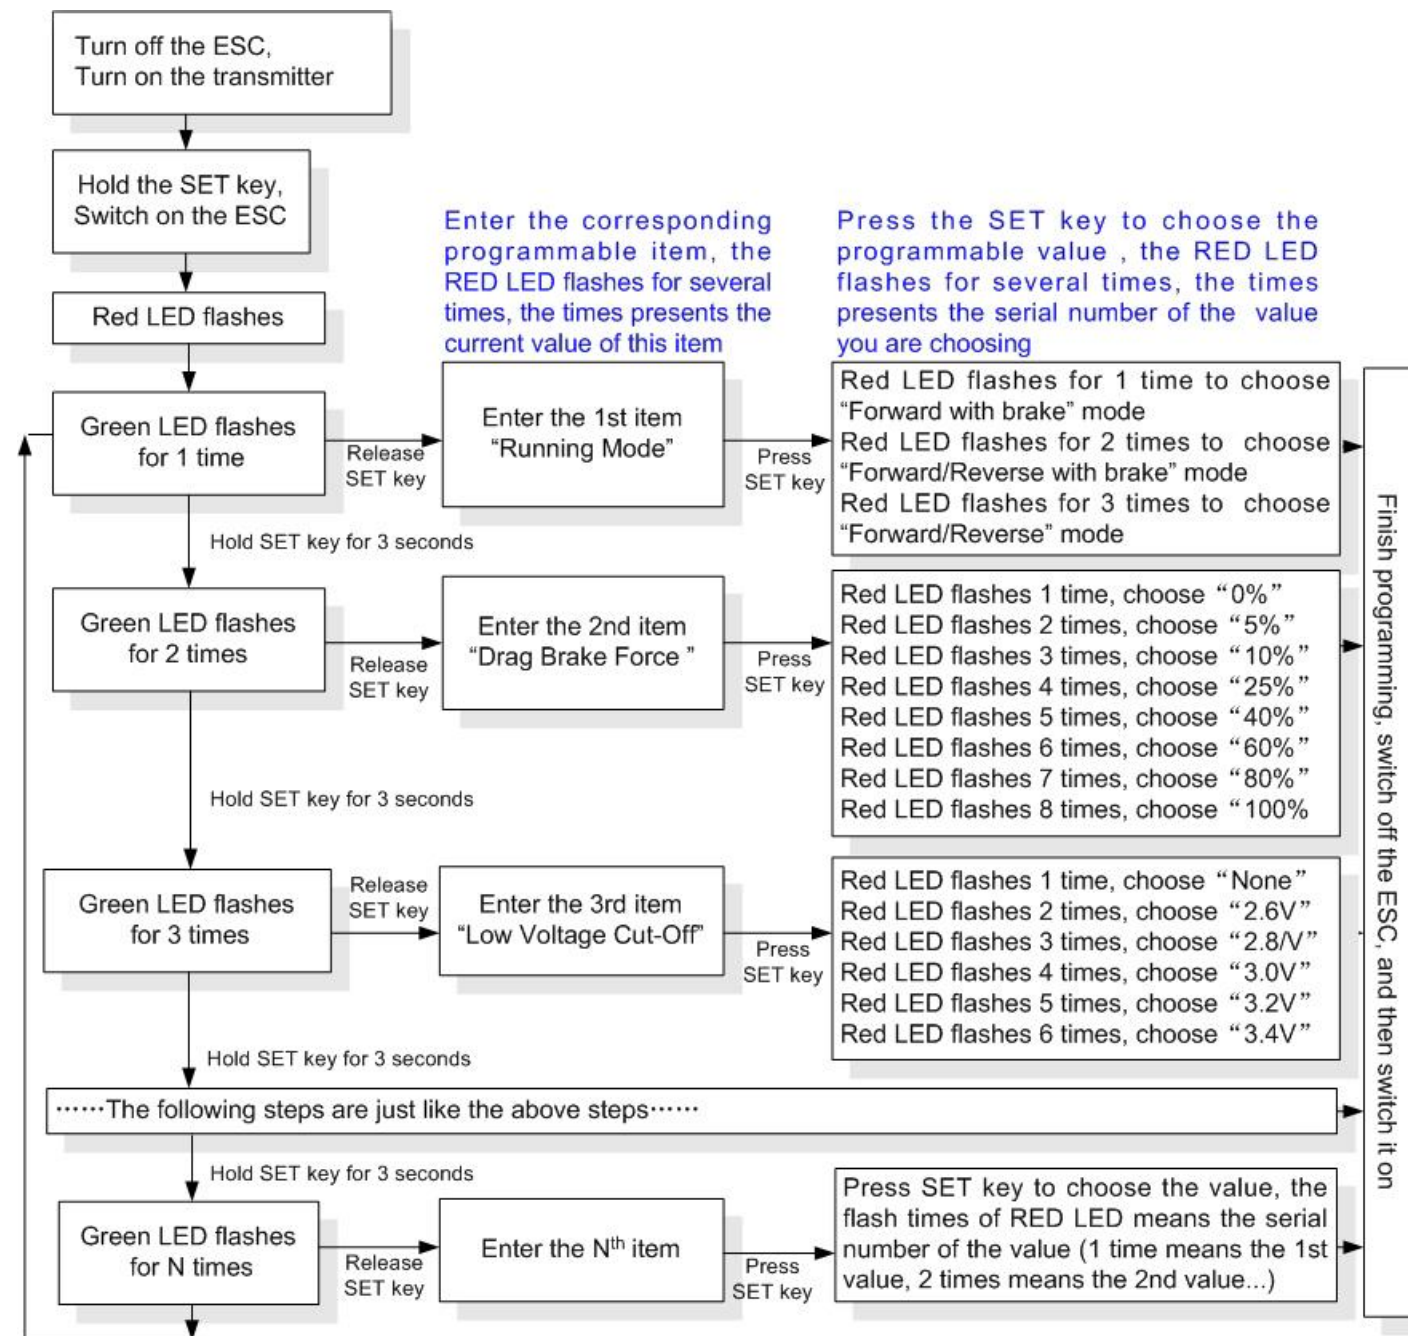 Turn off the ESC,
Turn on the transmitter
Hold the SET key,
Switch on the ESC
Red LED flashes
Enter the corresponding
programmable item, the
RED LED flashes for several
times, the times presents the
current value of this item
Press the SET key to choose the
programmable value , the RED LED
flashes for several times, the times
presents the serial number of the value
you are choosing
Green LED flashes
for 1 time
Release
SET key
Enter the 1st item
“Running Mode”
Press
SET key
Red LED flashes for 1 time to choose
“Forward with brake” mode
Red LED flashes for 2 times to choose
“Forward/Reverse with brake” mode
Red LED flashes for 3 times to choose
“Forward/Reverse” mode
Hold SET key for 3 seconds
Green LED flashes
for 2 times
Release
SET key
Enter the 2nd item
“Drag Brake Force ”
Press
SET key
Red LED flashes 1 time, choose “0%”
Red LED flashes 2 times, choose “5%”
Red LED flashes 3 times, choose “10%”
Red LED flashes 4 times, choose “25%”
Red LED flashes 5 times, choose “40%”
Red LED flashes 6 times, choose “60%”
Red LED flashes 7 times, choose “80%”
Red LED flashes 8 times, choose “100%
Hold SET key for 3 seconds
Green LED flashes
for 3 times
Release
SET key
Enter the 3rd item
“Low Voltage Cut-Off”
Press
SET key
Red LED flashes 1 time, choose “None”
Red LED flashes 2 times, choose “2.6V”
Red LED flashes 3 times, choose “2.8/V”
Red LED flashes 4 times, choose “3.0V”
Red LED flashes 5 times, choose “3.2V”
Red LED flashes 6 times, choose “3.4V”
Hold SET key for 3 seconds
······The following steps are just like the above steps······
Hold SET key for 3 seconds
Green LED flashes
for N times
Release
SET key
Enter the Nth item
Press
SET key
Press SET key to choose the value, the
flash times of RED LED means the serial
number of the value (1 time means the 1st
value, 2 times means the 2nd value...)
Finish programming, switch off the ESC, and then switch it on